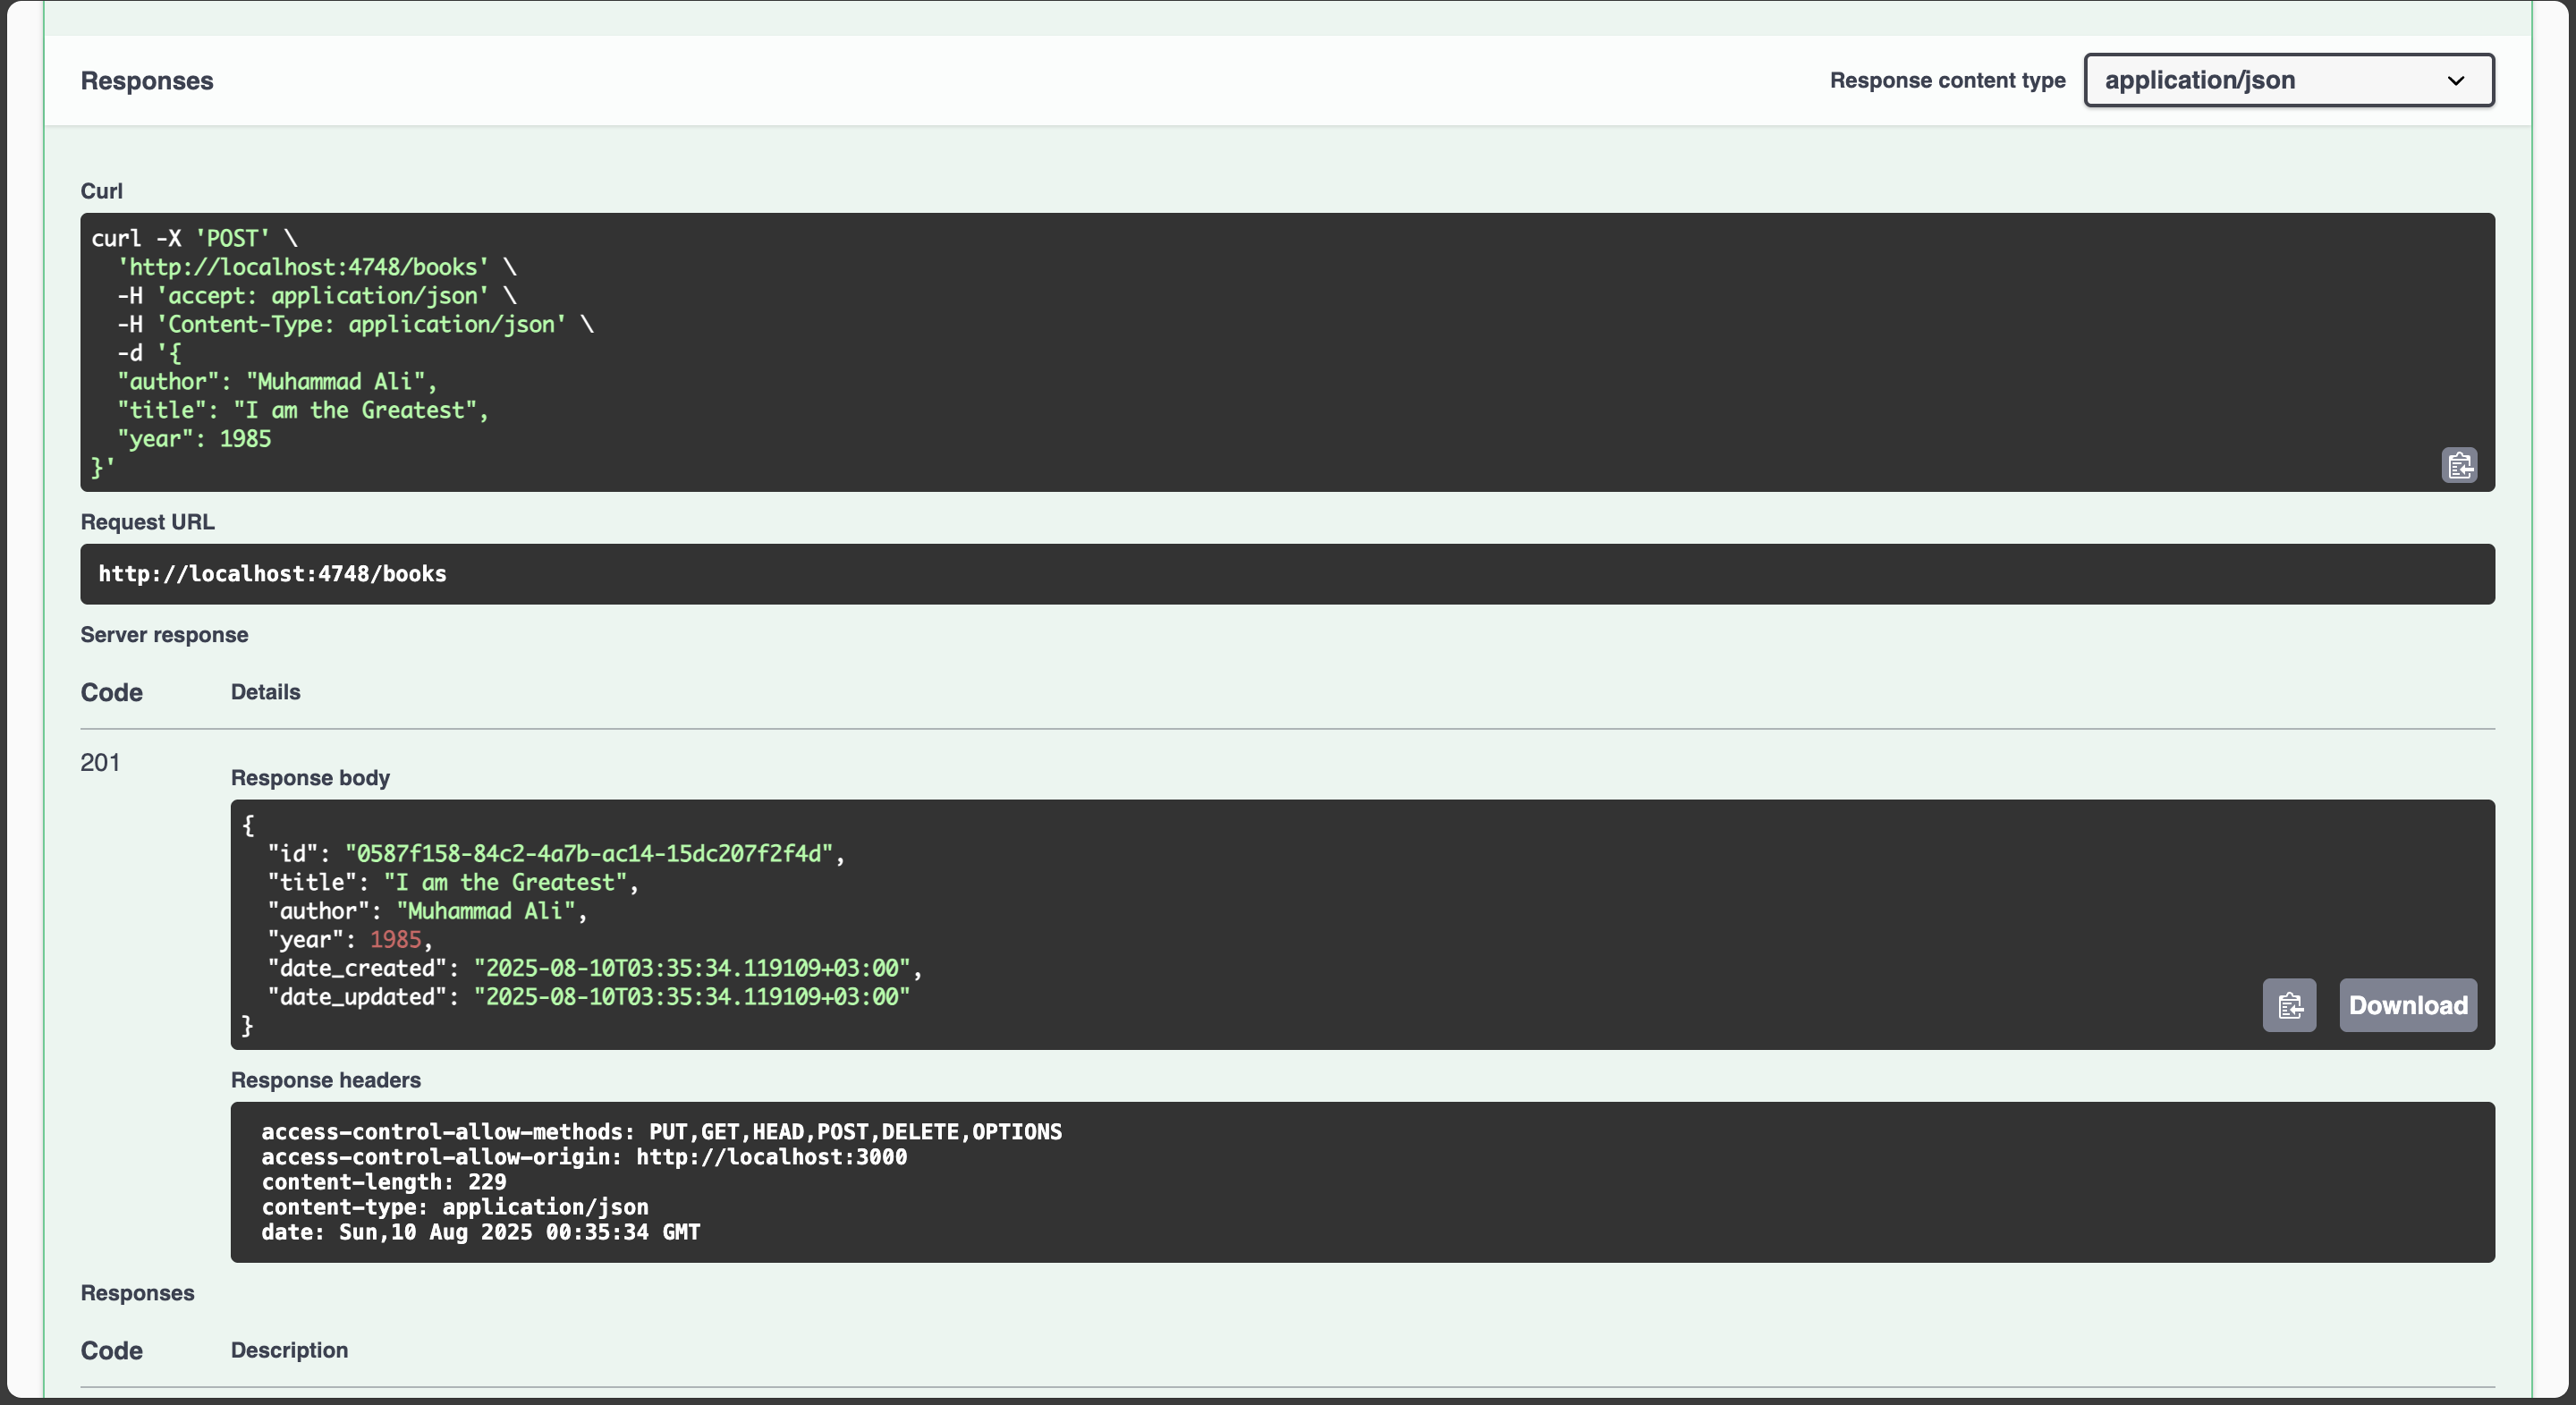 Responses
Response content type application/json
Curl
curl -X 'POST' \
  'http://localhost:4748/books' \
  -H 'accept: application/json' \
  -H 'Content-Type: application/json' \
  -d '{
  "author": "Muhammad Ali",
  "title": "I am the Greatest",
  "year": 1985
}'
Request URL
http://localhost:4748/books
Server response
Code Details
201
Response body
{
  "id": "0587f158-84c2-4a7b-ac14-15dc207f2f4d",
  "title": "I am the Greatest",
  "author": "Muhammad Ali",
  "year": 1985,
  "date_created": "2025-08-10T03:35:34.119109+03:00",
  "date_updated": "2025-08-10T03:35:34.119109+03:00"
}
Download
Response headers
access-control-allow-methods: PUT,GET,HEAD,POST,DELETE,OPTIONS
access-control-allow-origin: http://localhost:3000
content-length: 229
content-type: application/json
date: Sun,10 Aug 2025 00:35:34 GMT
Responses
Code Description